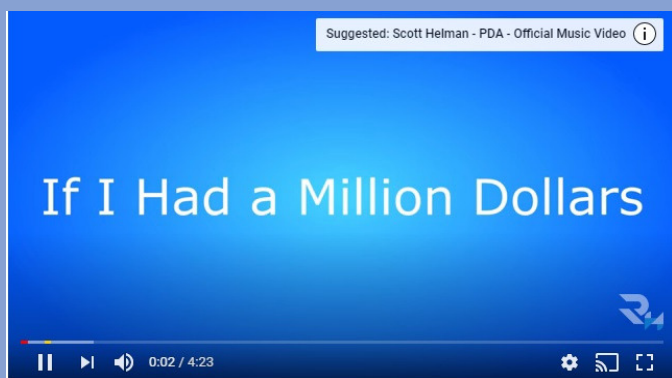 Suggested: Scott Helman - PDA - Official Music Video
If I Had a Million Dollars
0:02 / 4:23